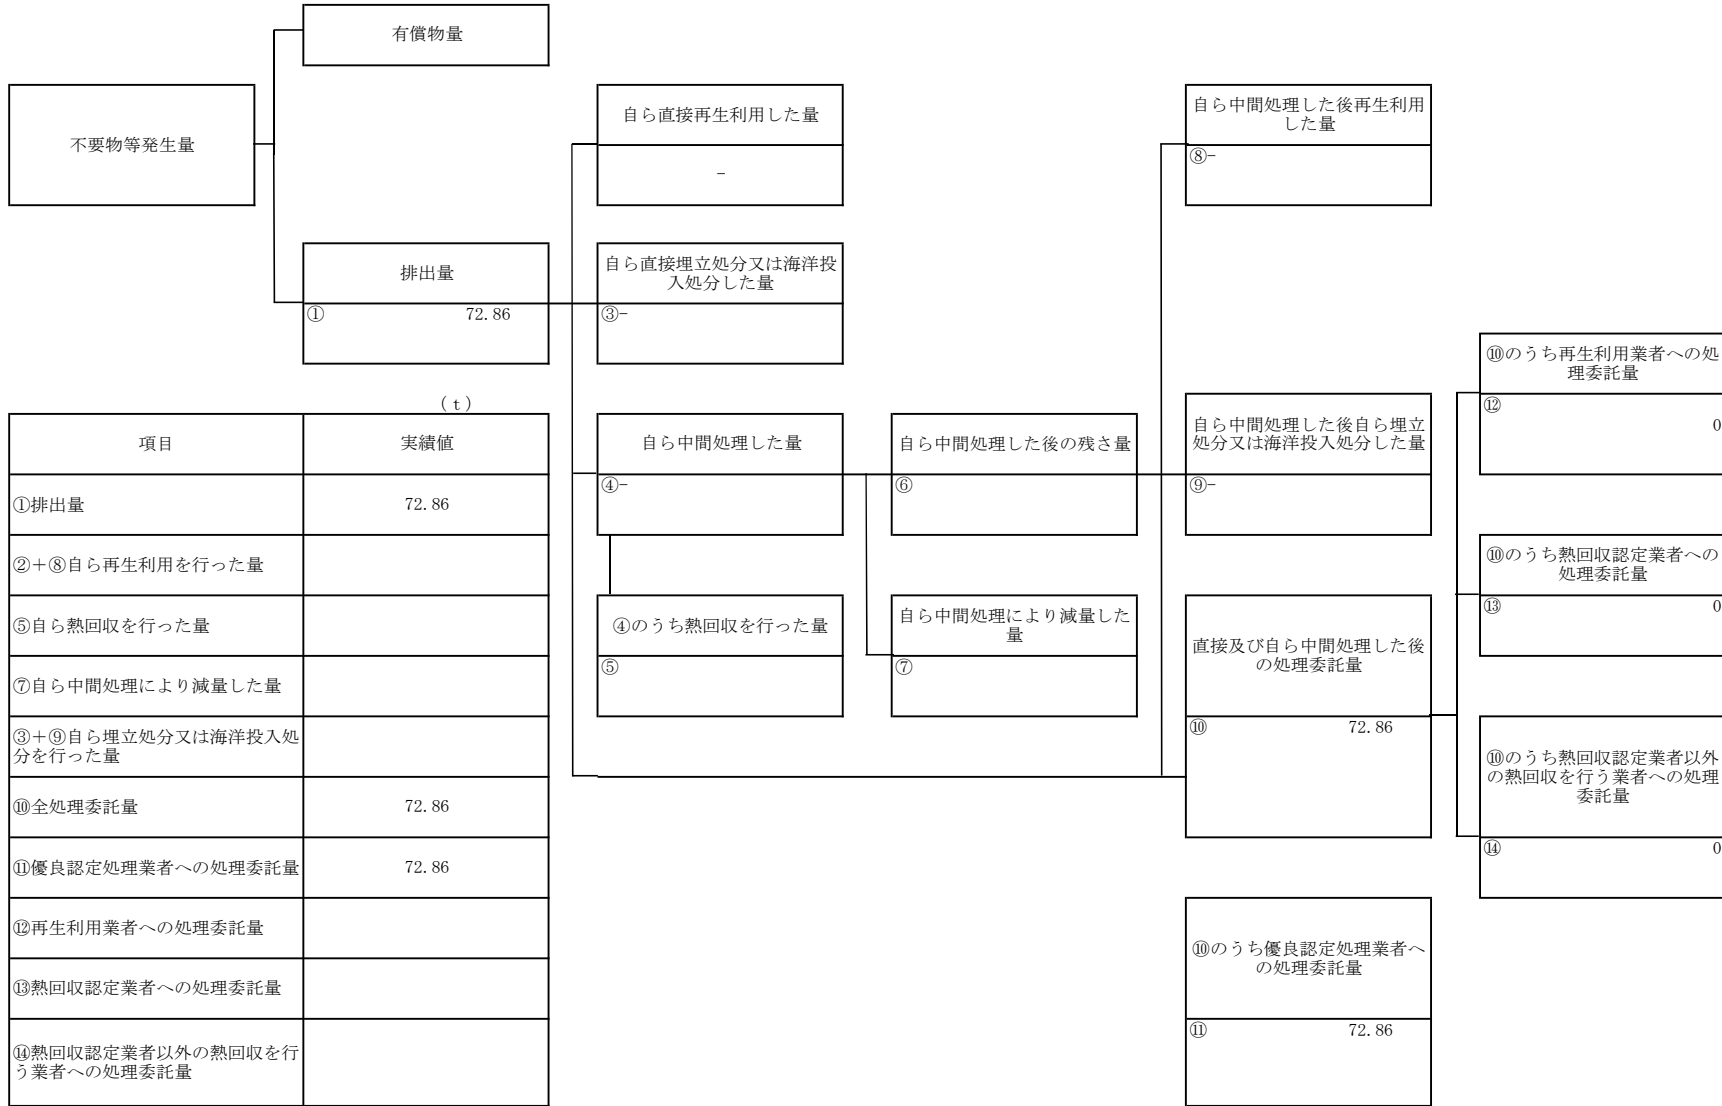 有償物量
不要物等発生量
自ら直接再生利用した量
－
自ら中間処理した後再生利用
した量
⑧－
排出量
① 72.86
自ら直接埋立処分又は海洋投
入処分した量
③－
（ｔ）
項目 実績値
①排出量 72.86
②＋⑧自ら再生利用を行った量
⑤自ら熱回収を行った量
⑦自ら中間処理により減量した量
③＋⑨自ら埋立処分又は海洋投入処
分を行った量
⑩全処理委託量 72.86
⑪優良認定処理業者への処理委託量 72.86
⑫再生利用業者への処理委託量
⑬熱回収認定業者への処理委託量
⑭熱回収認定業者以外の熱回収を行
う業者への処理委託量
自ら中間処理した量
④－
④のうち熱回収を行った量
⑤
自ら中間処理した後の残さ量
⑥
自ら中間処理により減量した
量
⑦
自ら中間処理した後自ら埋立
処分又は海洋投入処分した量
⑨－
直接及び自ら中間処理した後
の処理委託量
⑩ 72.86
⑩のうち優良認定処理業者へ
の処理委託量
⑪ 72.86
⑩のうち再生利用業者への処
理委託量
⑫
0
⑩のうち熱回収認定業者への
処理委託量
⑬ 0
⑩のうち熱回収認定業者以外
の熱回収を行う業者への処理
委託量
⑭ 0